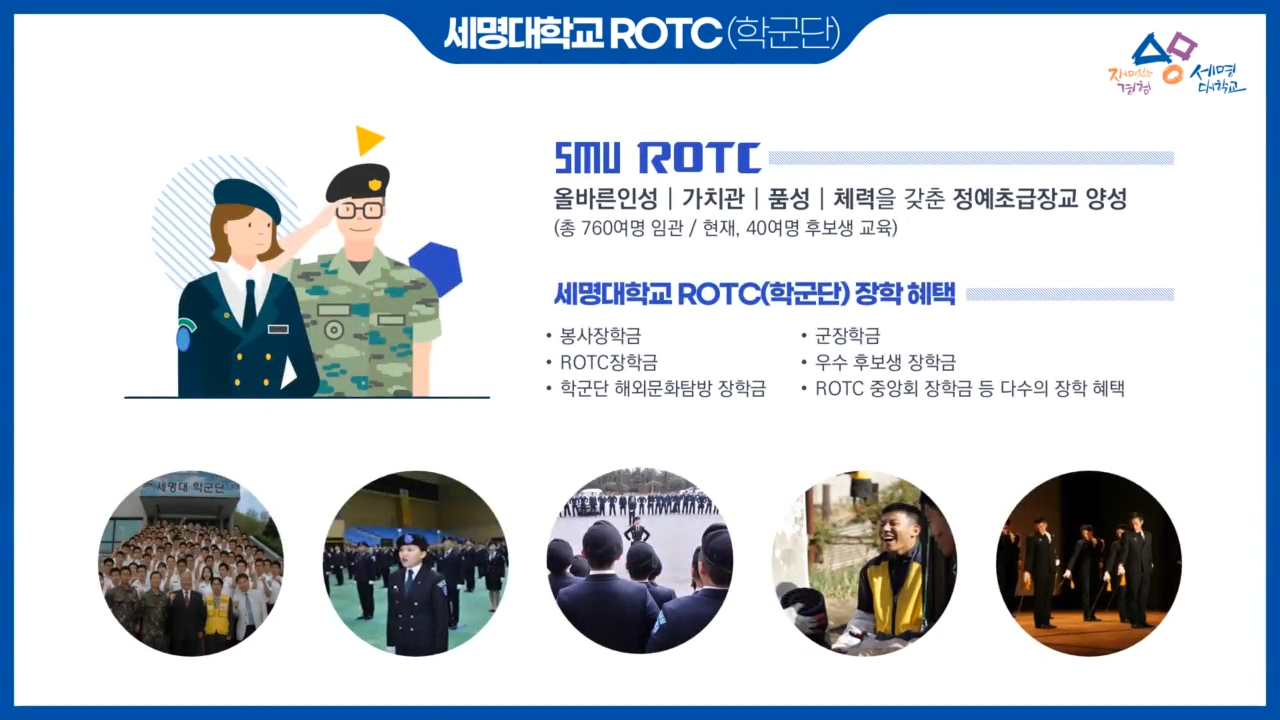 세명대학교 ROTC (학군단)
재미있는 경험
세명대학교
SMU ROTC
올바른인성 | 가치관 | 품성 | 체력을 갖춘 정예초급장교 양성
(총 760여명 임관 / 현재, 40여명 후보생 교육)
세명대학교 ROTC(학군단) 장학 혜택
• 봉사장학금
• ROTC장학금
• 학군단 해외문화탐방 장학금
• 군장학금
• 우수 후보생 장학금
• ROTC 중앙회 장학금 등 다수의 장학 혜택
세명대 학군단